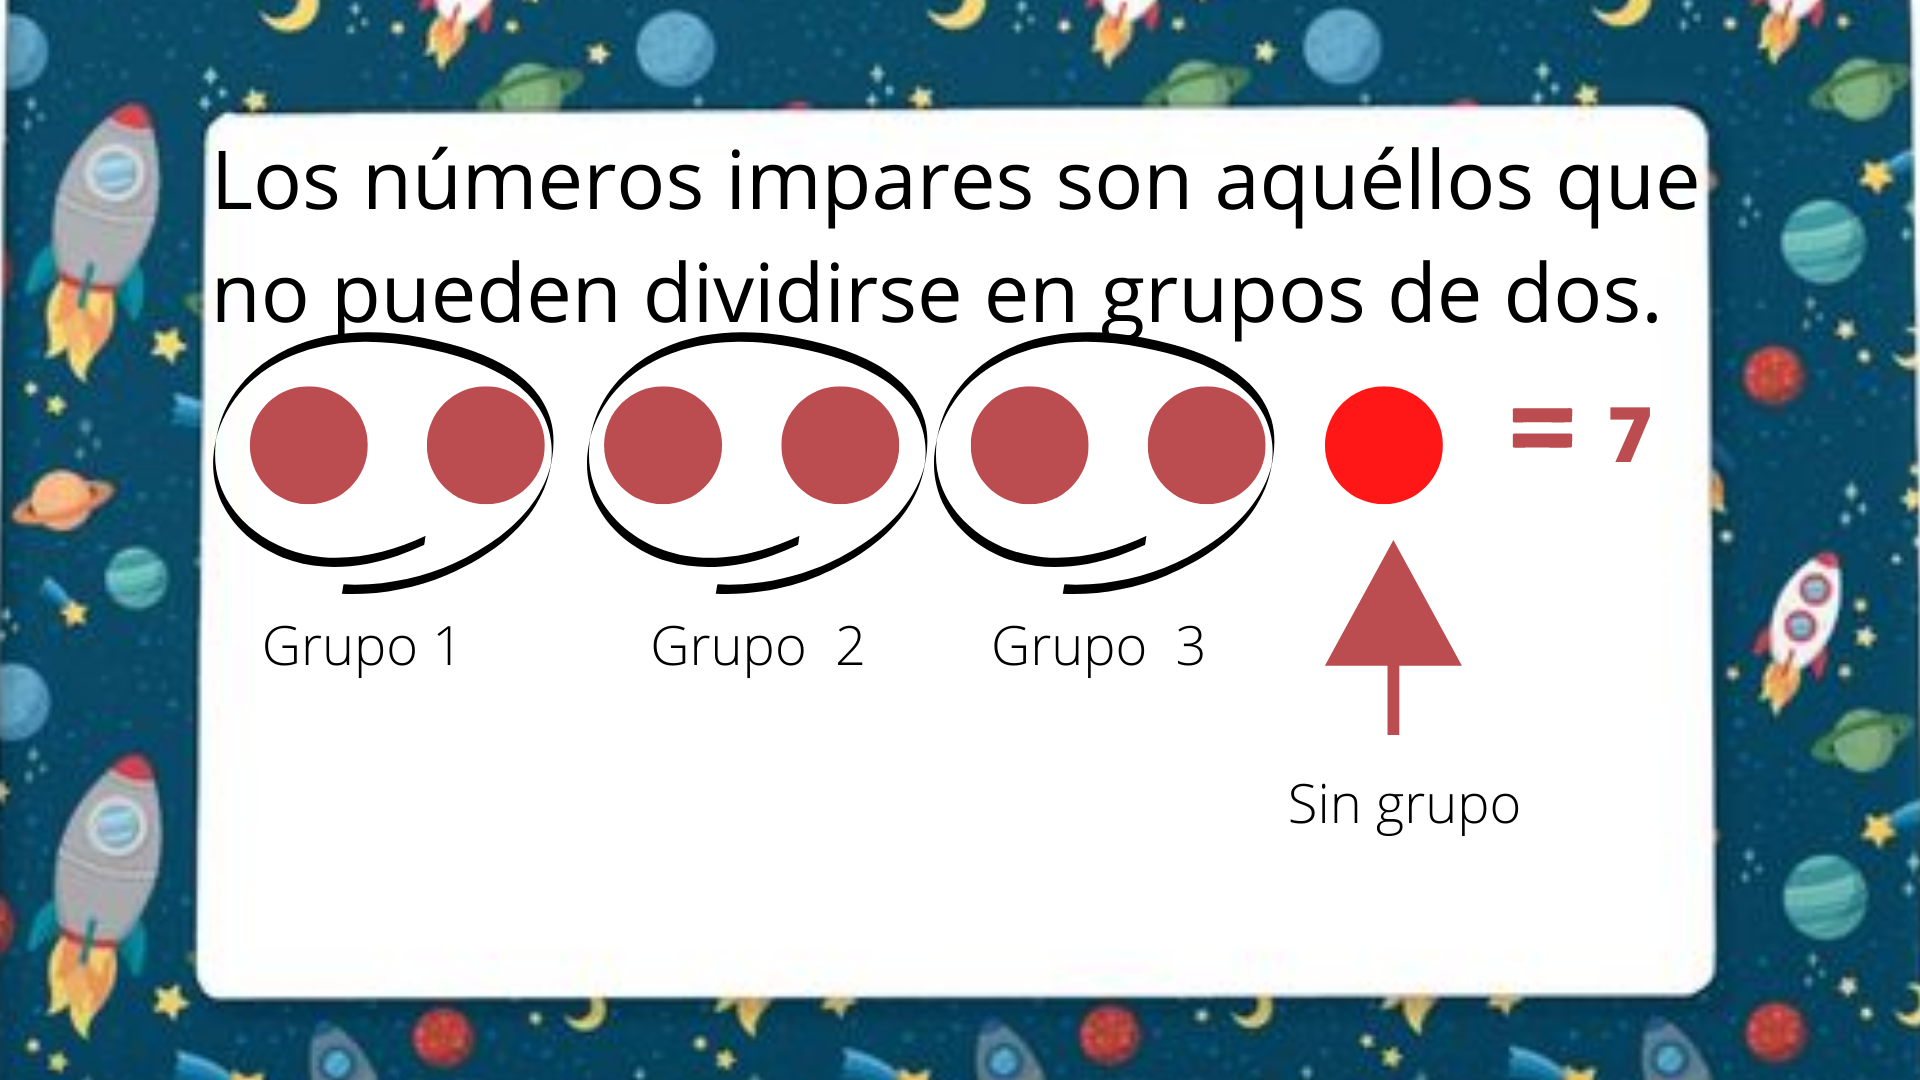 Los números impares son aquéllos que
no pueden dividirse en grupos de dos.
= 7
Grupo 1 Grupo 2 Grupo 3
Sin grupo